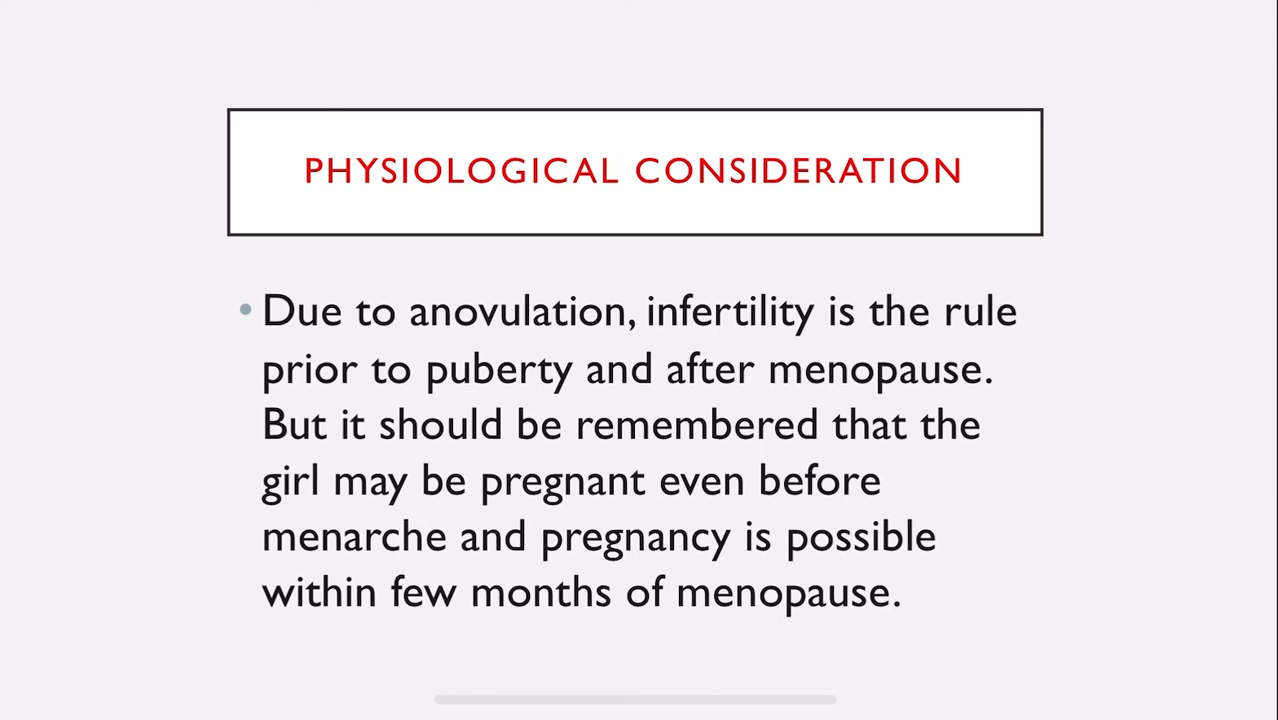 PHYSIOLOGICAL CONSIDERATION
• Due to anovulation, infertility is the rule
prior to puberty and after menopause.
But it should be remembered that the
girl may be pregnant even before
menarche and pregnancy is possible
within few months of menopause.